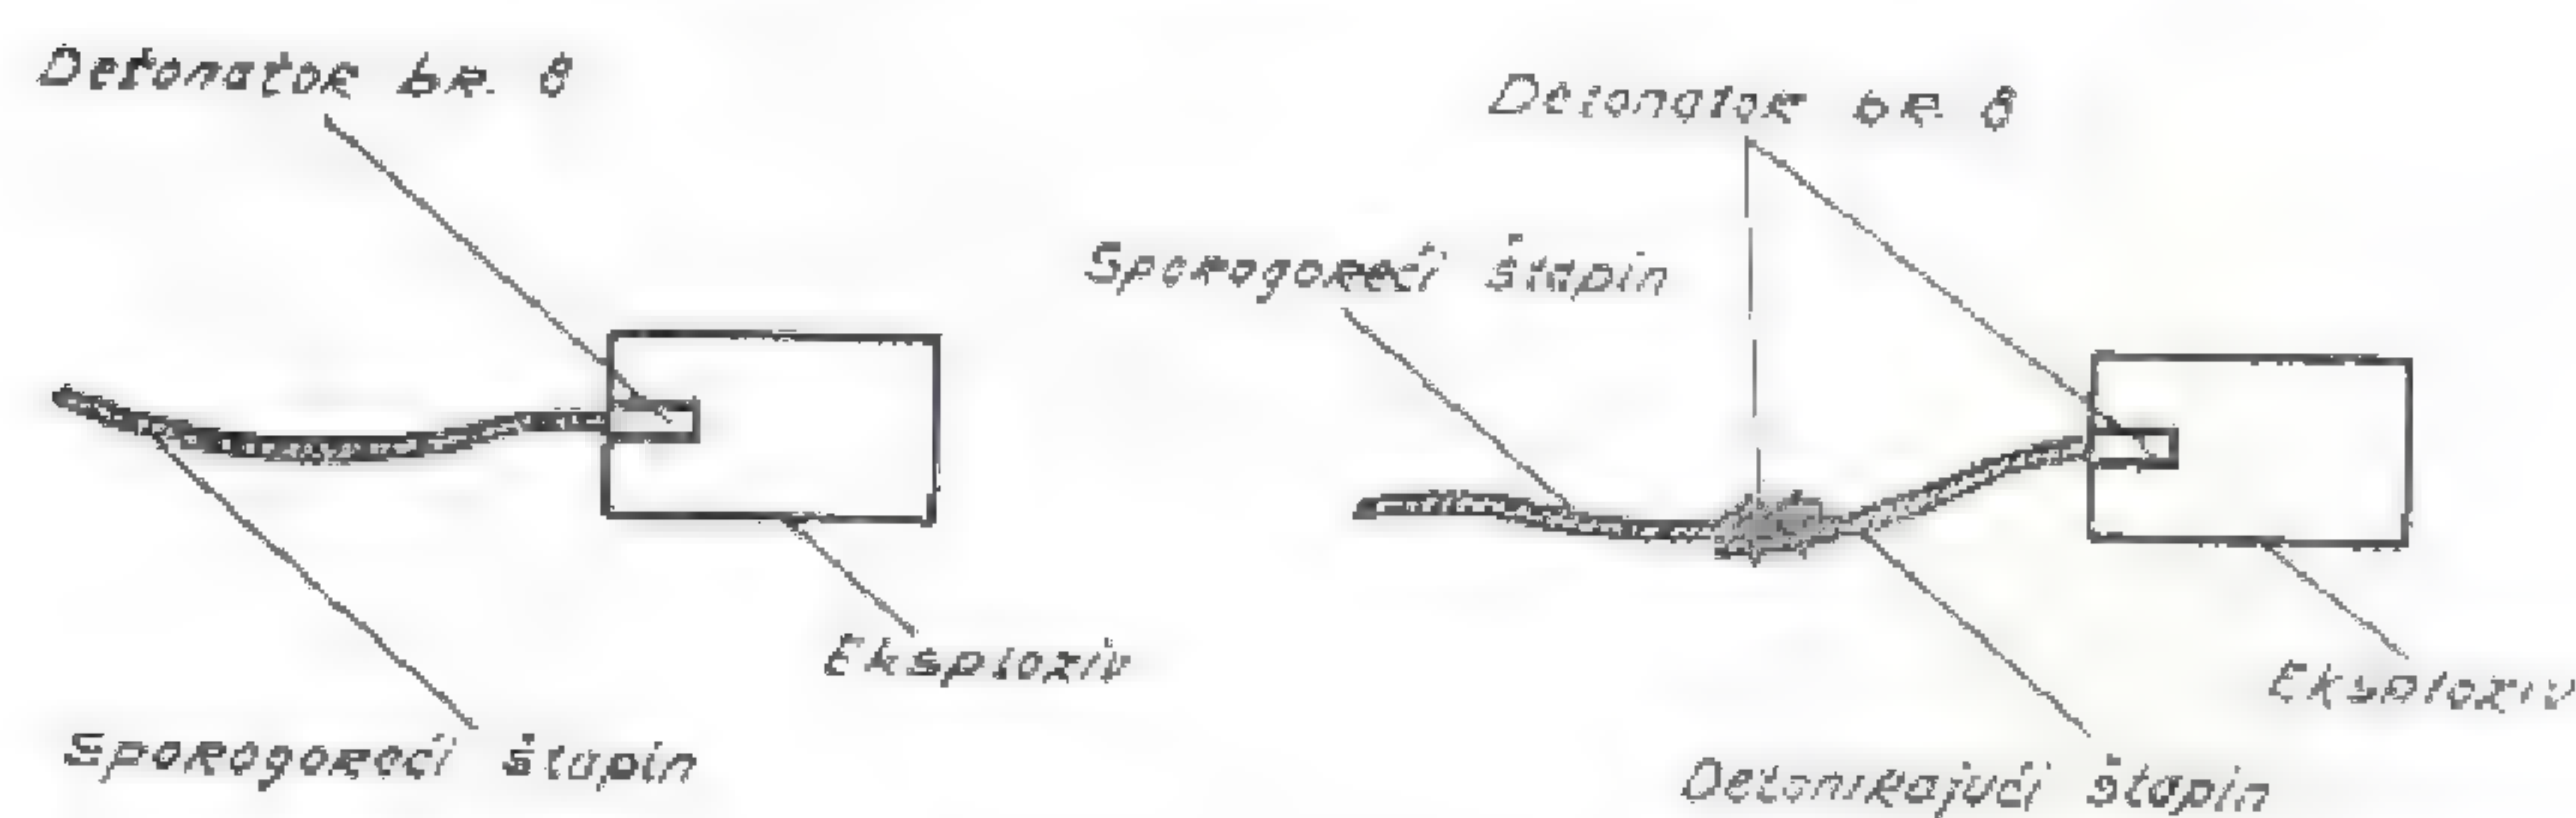 Detonator br. 8
Sporogoreći štapin
Eksploziv
Detonator br. 8
Sporogoreći štapin
Detonirajući štapin
Eksploziv